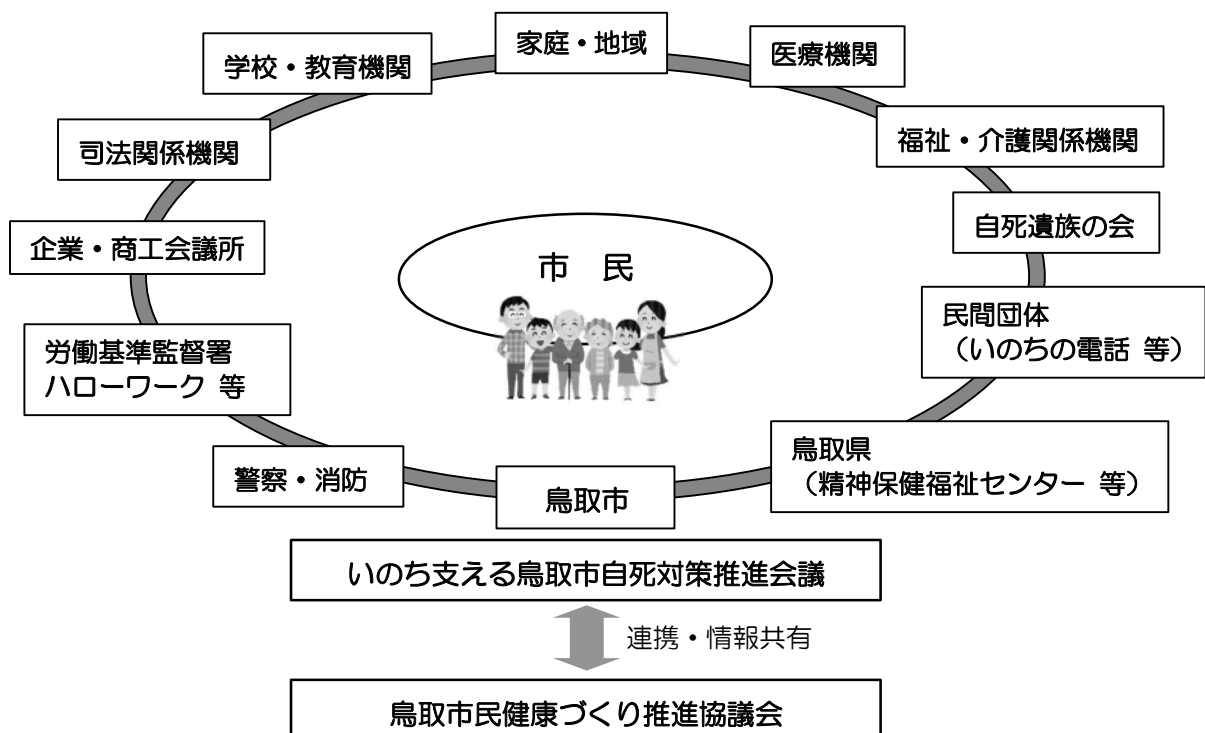 家庭・地域
学校・教育機関
医療機関
司法関係機関
福祉・介護関係機関
企業・商工会議所
自死遺族の会
市 民
民間団体
（いのちの電話 等）
労働基準監督署
ハローワーク 等
鳥取県
（精神保健福祉センター 等）
警察・消防
鳥取市
いのち支える鳥取市自死対策推進会議
連携・情報共有
鳥取市民健康づくり推進協議会